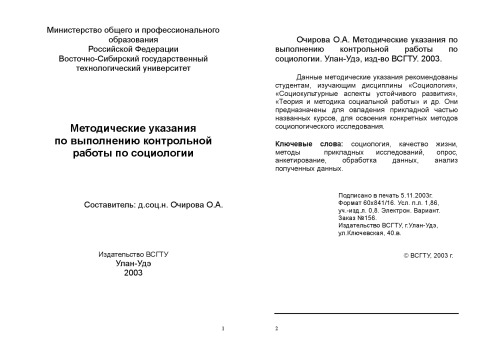 Министерство общего и профессионального
образования
Российской Федерации
Восточно-Сибирский государственный
технологический университет
Методические указания
по выполнению контрольной
работы по социологии
Составитель: д.соц.н. Очирова О.А.
Издательство ВСГТУ
Улан-Удэ
2003
1
Очирова О.А. Методические указания по
выполнению контрольной работы по
социологии. Улан-Удэ, изд-во ВСГТУ. 2003.
Данные методические указания рекомендованы
студентам, изучающим дисциплины «Социология»,
«Социокультурные аспекты устойчивого развития»,
«Теория и методика социальной работы» и др. Они
предназначены для овладения прикладной частью
названных курсов, для освоения конкретных методов
социологического исследования.
Ключевые слова: социология, качество жизни,
методы прикладных исследований, опрос,
анкетирование, обработка данных, анализ
полученных данных.
Подписано в печать 5.11.2003г.
Формат 60х841/16. Усл. п.л. 1,86,
уч.-изд.л. 0,8. Электрон. Вариант.
Заказ №156.
Издательство ВСГТУ, г.Улан-Удэ,
ул.Ключевская, 40.в.
© ВСГТУ, 2003 г.
2